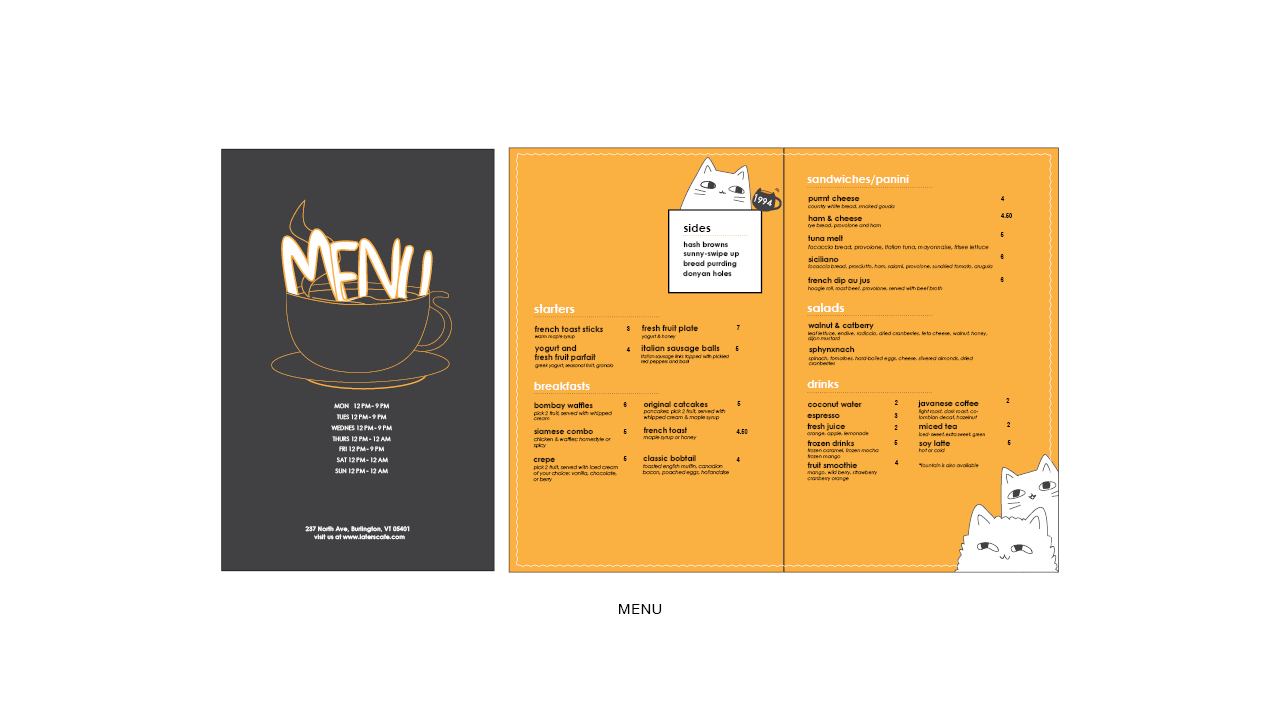 MENU
MON 12 PM - 9 PM
TUES 12 PM - 9 PM
WEDNES 12 PM - 9 PM
THURS 12 PM - 12 AM
FRI 12 PM - 9 PM
SAT 12 PM - 12 AM
SUN 12 PM - 12 AM
237 North Ave, Burlington, VT 05401
visit us at www.laterscafe.com
1994
sides
hash browns
sunny-swipe up
bread purrding
donyan holes
starters
french toast sticks 3
warm maple syrup
yogurt and
fresh fruit parfait 4
greek yogurt, seasonal fruit, granola
fresh fruit plate 7
yogurt & honey
italian sausage balls 5
italian sausage links topped with pickled
red peppers and basil
breakfasts
bombay waffles 6
pick 2 fruit, served with whipped
cream
siamese combo 5
chicken & waffles; homestyle or
spicy
crepe 5
pick 2 fruit, served with iced cream
of your choice: vanilla, chocolate,
or berry
original catcakes 5
pancakes; pick 2 fruit, served with
whipped cream & maple syrup
french toast 4.50
maple syrup or honey
classic bobtail 4
toasted english muffin, canadian
bacon, poached eggs, hollandaise
sandwiches/panini
purrnt cheese 4
country white bread, smoked gouda
ham & cheese 4.50
rye bread, provolone and ham
tuna melt 5
focaccia bread, provolone, italian tuna, mayonnaise, frisee lettuce
siciliano 6
focaccia bread, prosciutto, ham, salami, provolone, sundried tomato, arugula
french dip au jus 6
hoagie roll, roast beef, provolone, served with beef broth
salads
walnut & catberry
leaf lettuce, endive, radiccio, dried cranberries, feta cheese, walnut, honey,
dijon mustard
sphynxnach
spinach, tomatoes, hard-boiled eggs, cheese, slivered almonds, dried
cranberries
drinks
coconut water 2
espresso 3
fresh juice 2
orange, apple, lemonade
frozen drinks 5
frozen caramel, frozen mocha
frozen mango
fruit smoothie 4
mango, wild berry, strawberry
cranberry orange
javanese coffee 2
light roast, dark roast, co-
lombian decaf, hazelnut
miced tea 2
iced- sweet, extra sweet, green
soy latte 5
hot or cold
*fountain is also available
MENU